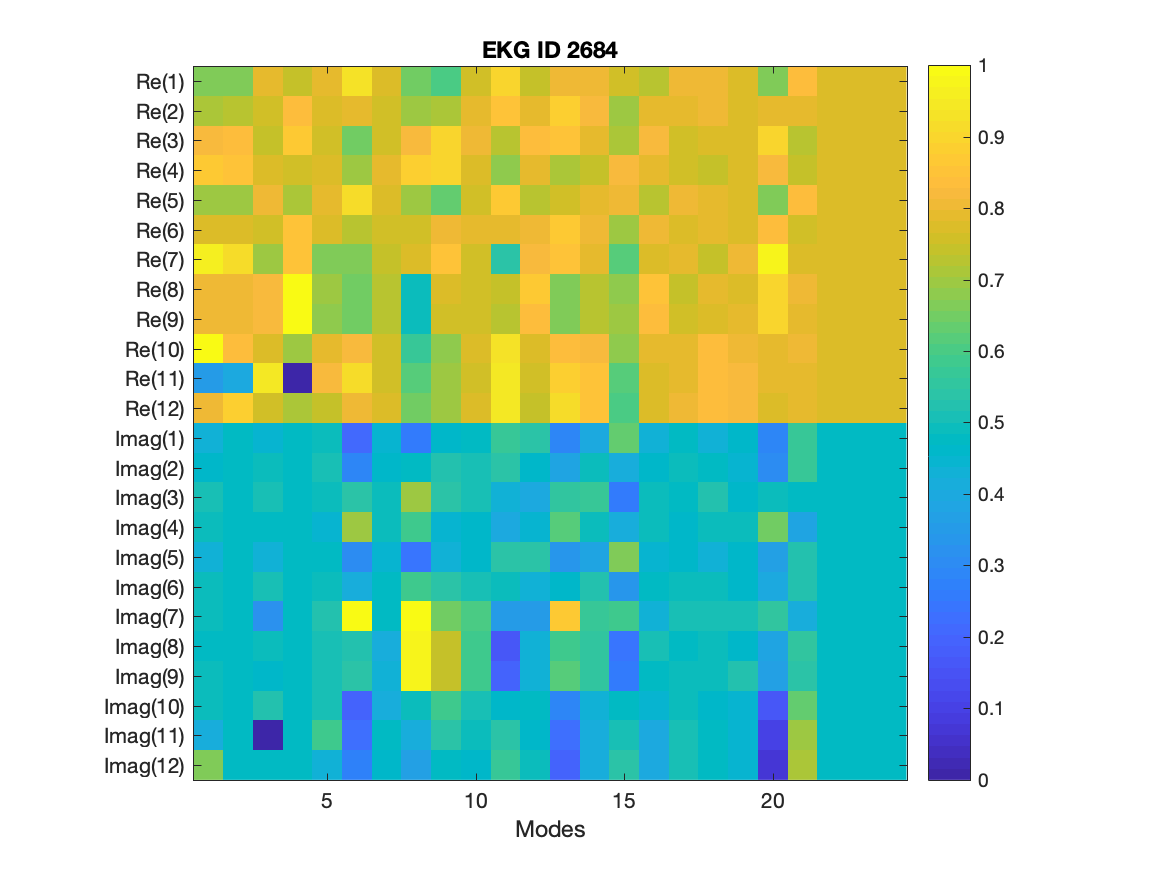 EKG ID 2684
Re(1)
Re(2)
Re(3)
Re(4)
Re(5)
Re(6)
Re(7)
Re(8)
Re(9)
Re(10)
Re(11)
Re(12)
Imag(1)
Imag(2)
Imag(3)
Imag(4)
Imag(5)
Imag(6)
Imag(7)
Imag(8)
Imag(9)
Imag(10)
Imag(11)
Imag(12)
5 10 15 20
Modes
1
0.9
0.8
0.7
0.6
0.5
0.4
0.3
0.2
0.1
0